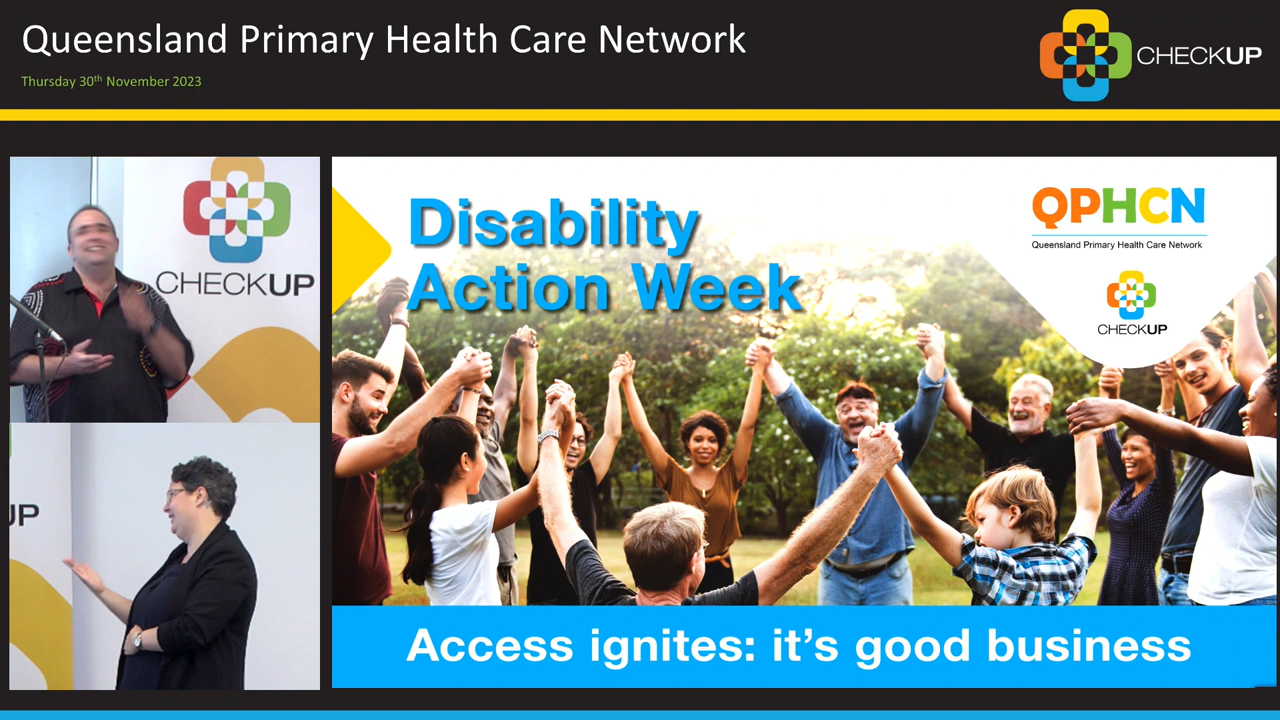 Queensland Primary Health Care Network
Thursday 30th November 2023
CHECKUP
CHECKUP
UP
Disability
Action Week
QPHCN
Queensland Primary Health Care Network
CHECKUP
Access ignites: it's good business